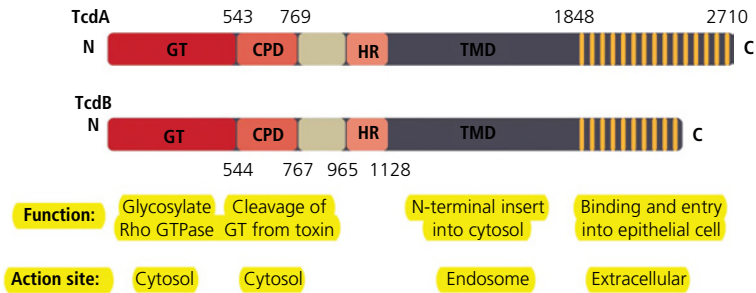 TcdA 543 769 1848 2710
N GT CPD HR TMD C
TcdB
N GT CPD HR TMD C
544 767 965 1128
Function: Glycosylate Rho GTPase Cleavage of GT from toxin N-terminal insert into cytosol Binding and entry into epithelial cell
Action site: Cytosol Cytosol Endosome Extracellular